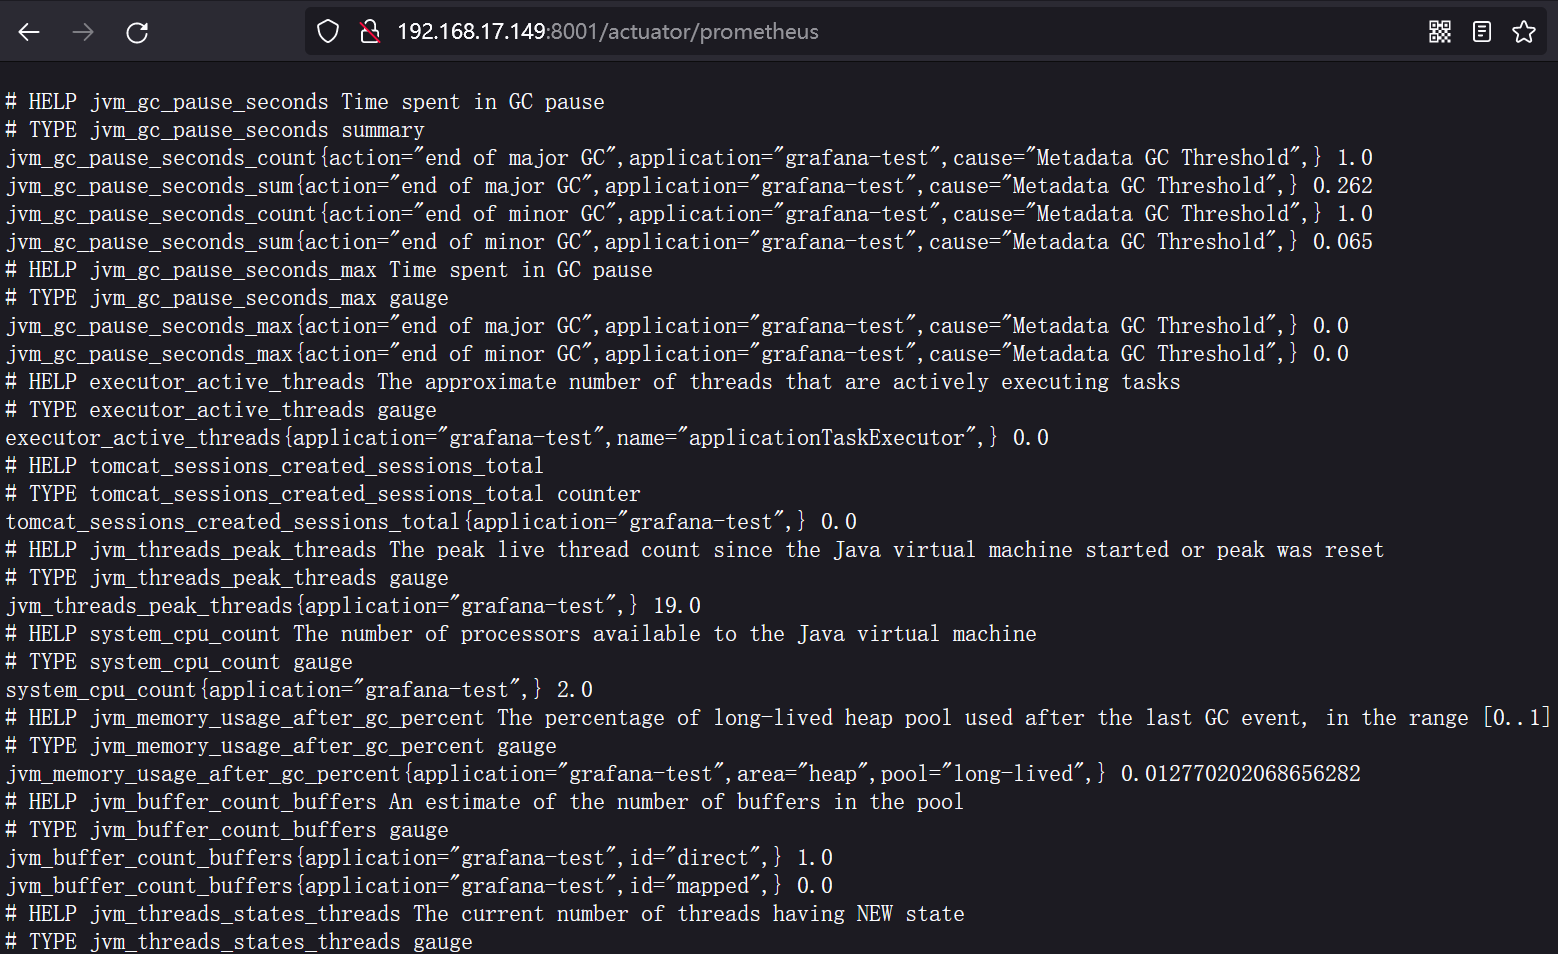 192.168.17.149:8001/actuator/prometheus
# HELP jvm_gc_pause_seconds Time spent in GC pause
# TYPE jvm_gc_pause_seconds summary
jvm_gc_pause_seconds_count{action="end of major GC",application="grafana-test",cause="Metadata GC Threshold",} 1.0
jvm_gc_pause_seconds_sum{action="end of major GC",application="grafana-test",cause="Metadata GC Threshold",} 0.262
jvm_gc_pause_seconds_count{action="end of minor GC",application="grafana-test",cause="Metadata GC Threshold",} 1.0
jvm_gc_pause_seconds_sum{action="end of minor GC",application="grafana-test",cause="Metadata GC Threshold",} 0.065
# HELP jvm_gc_pause_seconds_max Time spent in GC pause
# TYPE jvm_gc_pause_seconds_max gauge
jvm_gc_pause_seconds_max{action="end of major GC",application="grafana-test",cause="Metadata GC Threshold",} 0.0
jvm_gc_pause_seconds_max{action="end of minor GC",application="grafana-test",cause="Metadata GC Threshold",} 0.0
# HELP executor_active_threads The approximate number of threads that are actively executing tasks
# TYPE executor_active_threads gauge
executor_active_threads{application="grafana-test",name="applicationTaskExecutor",} 0.0
# HELP tomcat_sessions_created_sessions_total
# TYPE tomcat_sessions_created_sessions_total counter
tomcat_sessions_created_sessions_total{application="grafana-test",} 0.0
# HELP jvm_threads_peak_threads The peak live thread count since the Java virtual machine started or peak was reset
# TYPE jvm_threads_peak_threads gauge
jvm_threads_peak_threads{application="grafana-test",} 19.0
# HELP system_cpu_count The number of processors available to the Java virtual machine
# TYPE system_cpu_count gauge
system_cpu_count{application="grafana-test",} 2.0
# HELP jvm_memory_usage_after_gc_percent The percentage of long-lived heap pool used after the last GC event, in the range [0..1]
# TYPE jvm_memory_usage_after_gc_percent gauge
jvm_memory_usage_after_gc_percent{application="grafana-test",area="heap",pool="long-lived",} 0.012770202068656282
# HELP jvm_buffer_count_buffers An estimate of the number of buffers in the pool
# TYPE jvm_buffer_count_buffers gauge
jvm_buffer_count_buffers{application="grafana-test",id="direct",} 1.0
jvm_buffer_count_buffers{application="grafana-test",id="mapped",} 0.0
# HELP jvm_threads_states_threads The current number of threads having NEW state
# TYPE jvm_threads_states_threads gauge